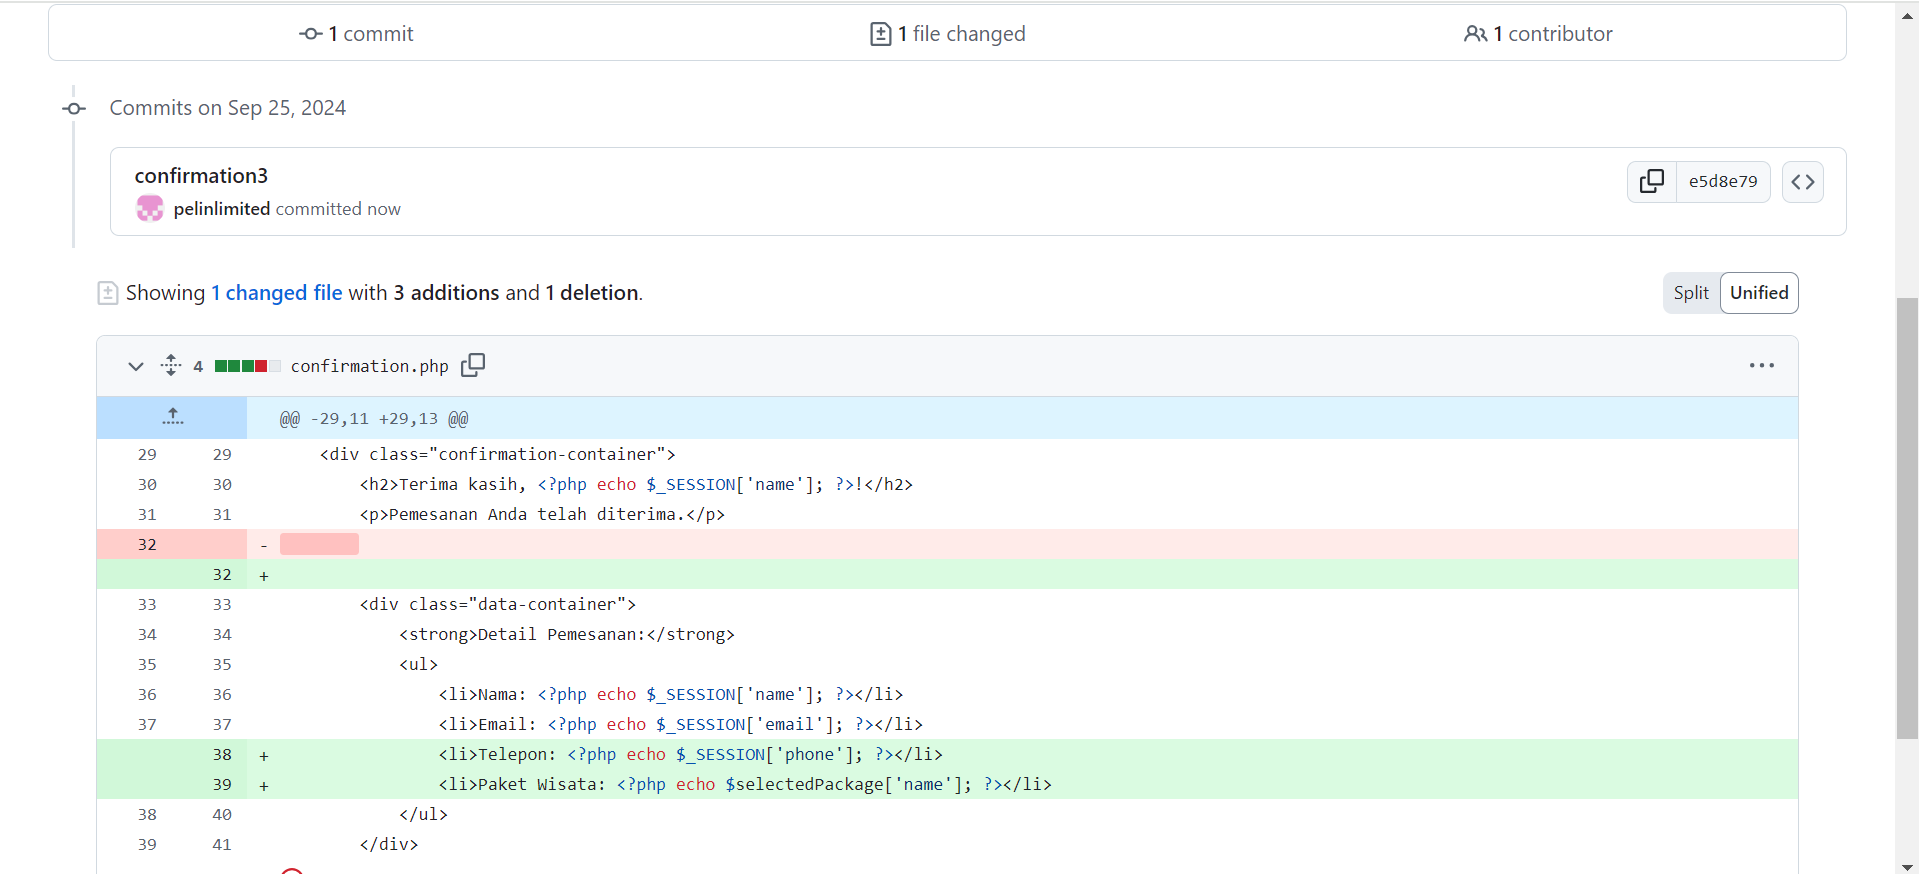 1 commit
1 file changed
1 contributor
Commits on Sep 25, 2024
confirmation3
pelinlimited committed now
e5d8e79
Showing 1 changed file with 3 additions and 1 deletion.
Split Unified
4 confirmation.php
@@ -29,11 +29,13 @@
29 29 <div class="confirmation-container">
30 30 <h2>Terima kasih, <?php echo $_SESSION['name']; ?>!</h2>
31 31 <p>Pemesanan Anda telah diterima.</p>
32 -
32 +
33 33 <div class="data-container">
34 34 <strong>Detail Pemesanan:</strong>
35 35 <ul>
36 36 <li>Nama: <?php echo $_SESSION['name']; ?></li>
37 37 <li>Email: <?php echo $_SESSION['email']; ?></li>
38 + <li>Telepon: <?php echo $_SESSION['phone']; ?></li>
39 + <li>Paket Wisata: <?php echo $selectedPackage['name']; ?></li>
38 40 </ul>
39 41 </div>